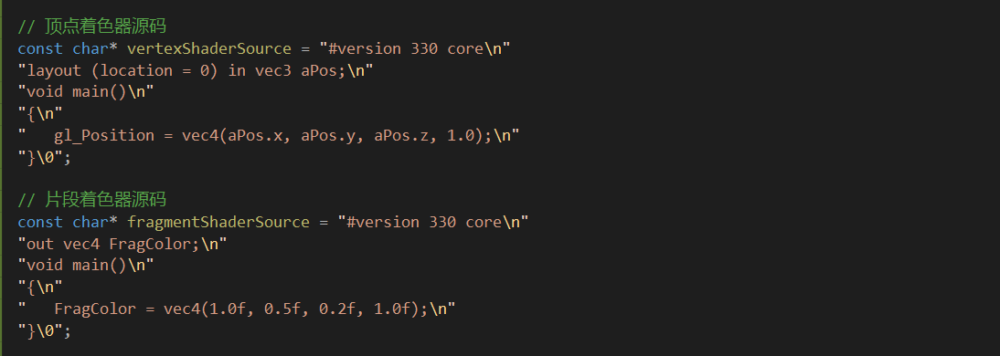 // 顶点着色器源码
const char* vertexShaderSource = "#version 330 core\n"
"layout (location = 0) in vec3 aPos;\n"
"void main()\n"
"{\n"
"   gl_Position = vec4(aPos.x, aPos.y, aPos.z, 1.0);\n"
"}\0";
// 片段着色器源码
const char* fragmentShaderSource = "#version 330 core\n"
"out vec4 FragColor;\n"
"void main()\n"
"{\n"
"   FragColor = vec4(1.0f, 0.5f, 0.2f, 1.0f);\n"
"}\0";